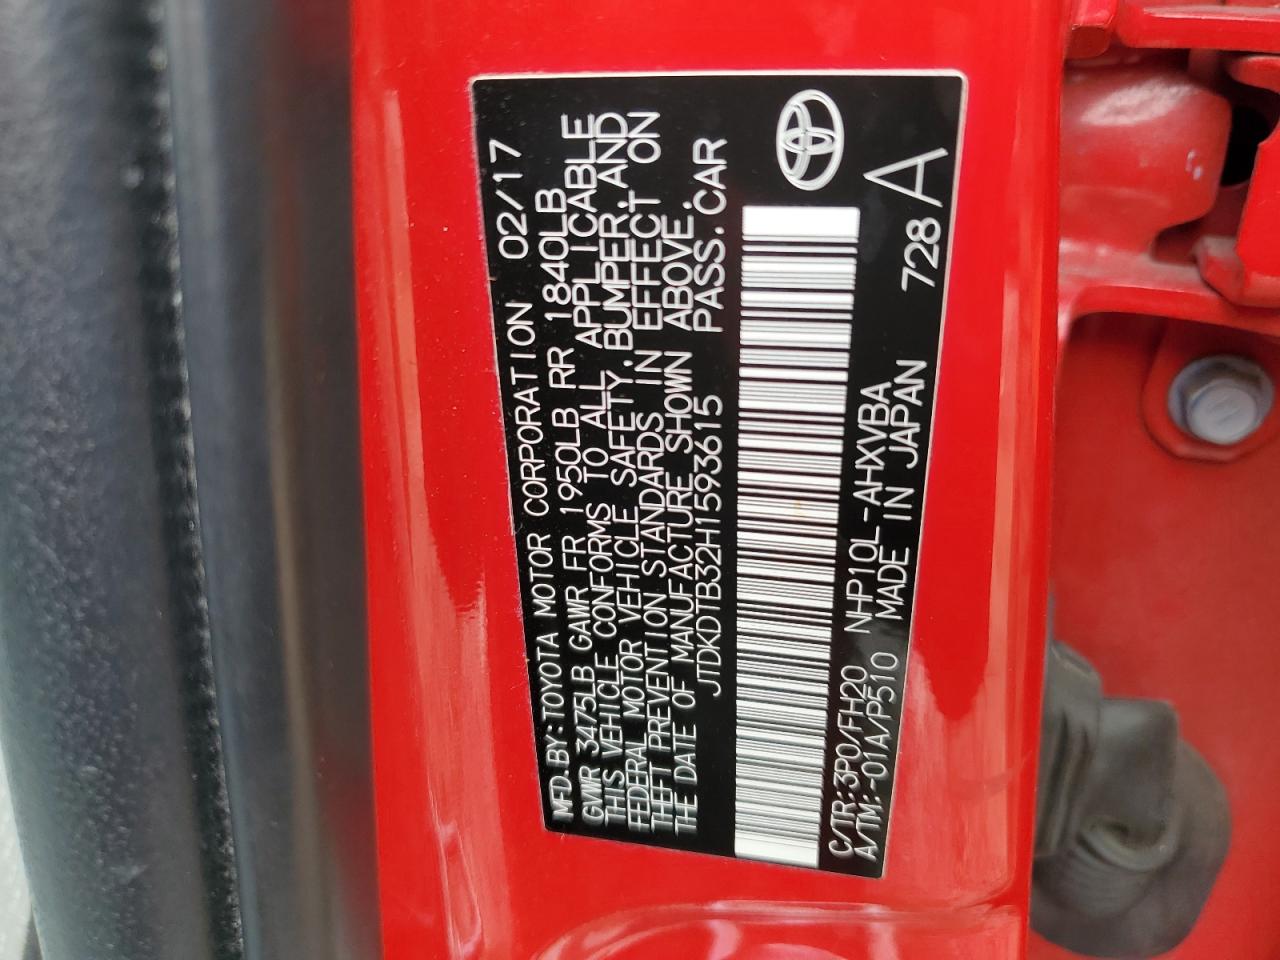 MFD.BY:TOYOTA MOTOR CORPORATION 02/17
GVWR 3475LB GAWR FR 1950LB RR 1840LB
THIS VEHICLE CONFORMS TO ALL APPLICABLE
FEDERAL MOTOR VEHICLE SAFETY,BUMPER,AND
THEFT PREVENTION STANDARDS IN EFFECT ON
THE DATE OF MANUFACTURE SHOWN ABOVE.
JTDKDTB32H1593615 PASS.CAR
C/TR:3P0/FH20 NHP10L-AHXVBA
A/TM:-01A/P510 MADE IN JAPAN 728 A